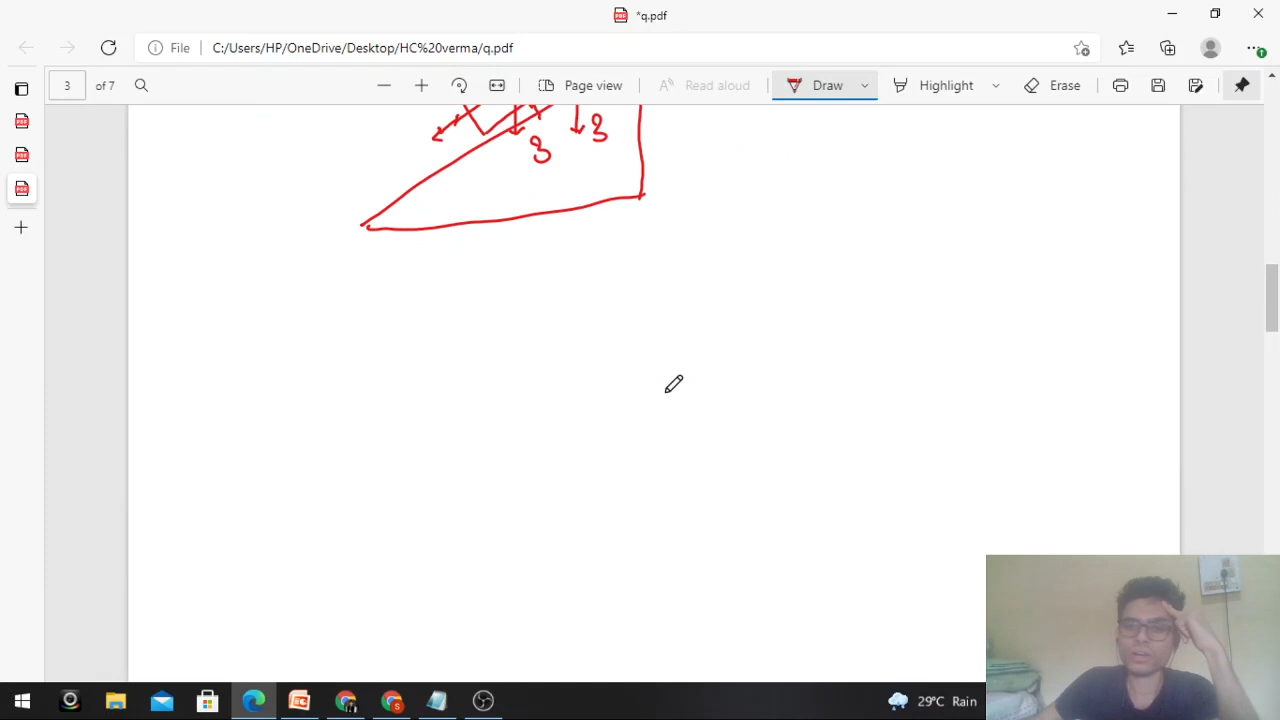 *q.pdf
File C:/Users/HP/OneDrive/Desktop/HC%20verma/q.pdf
3 of 7 Page view Read aloud Draw Highlight Erase
3
3
29°C Rain